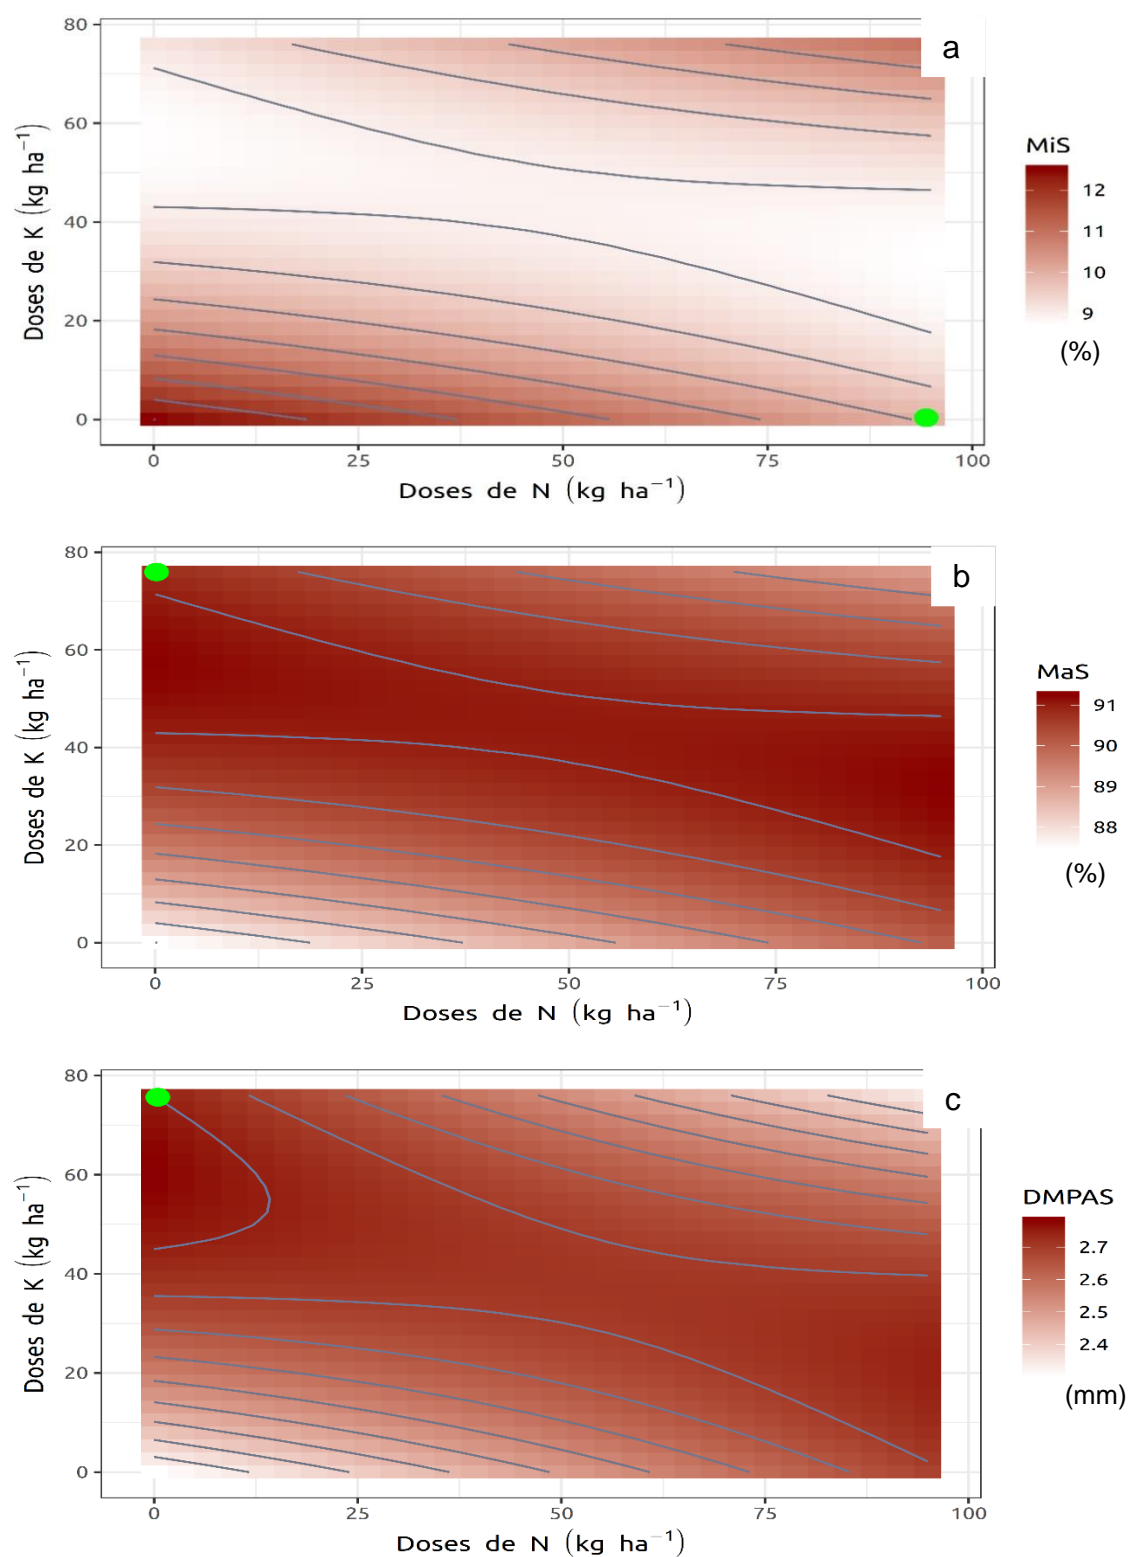 a
80
60
40
20
0
Doses de K (kg ha⁻¹)
0 25 50 75 100
Doses de N (kg ha⁻¹)
MiS
12
11
10
9
(%)
b
80
60
40
20
0
Doses de K (kg ha⁻¹)
0 25 50 75 100
Doses de N (kg ha⁻¹)
MaS
91
90
89
88
(%)
c
80
60
40
20
0
Doses de K (kg ha⁻¹)
0 25 50 75 100
Doses de N (kg ha⁻¹)
DMPAS
2.7
2.6
2.5
2.4
(mm)